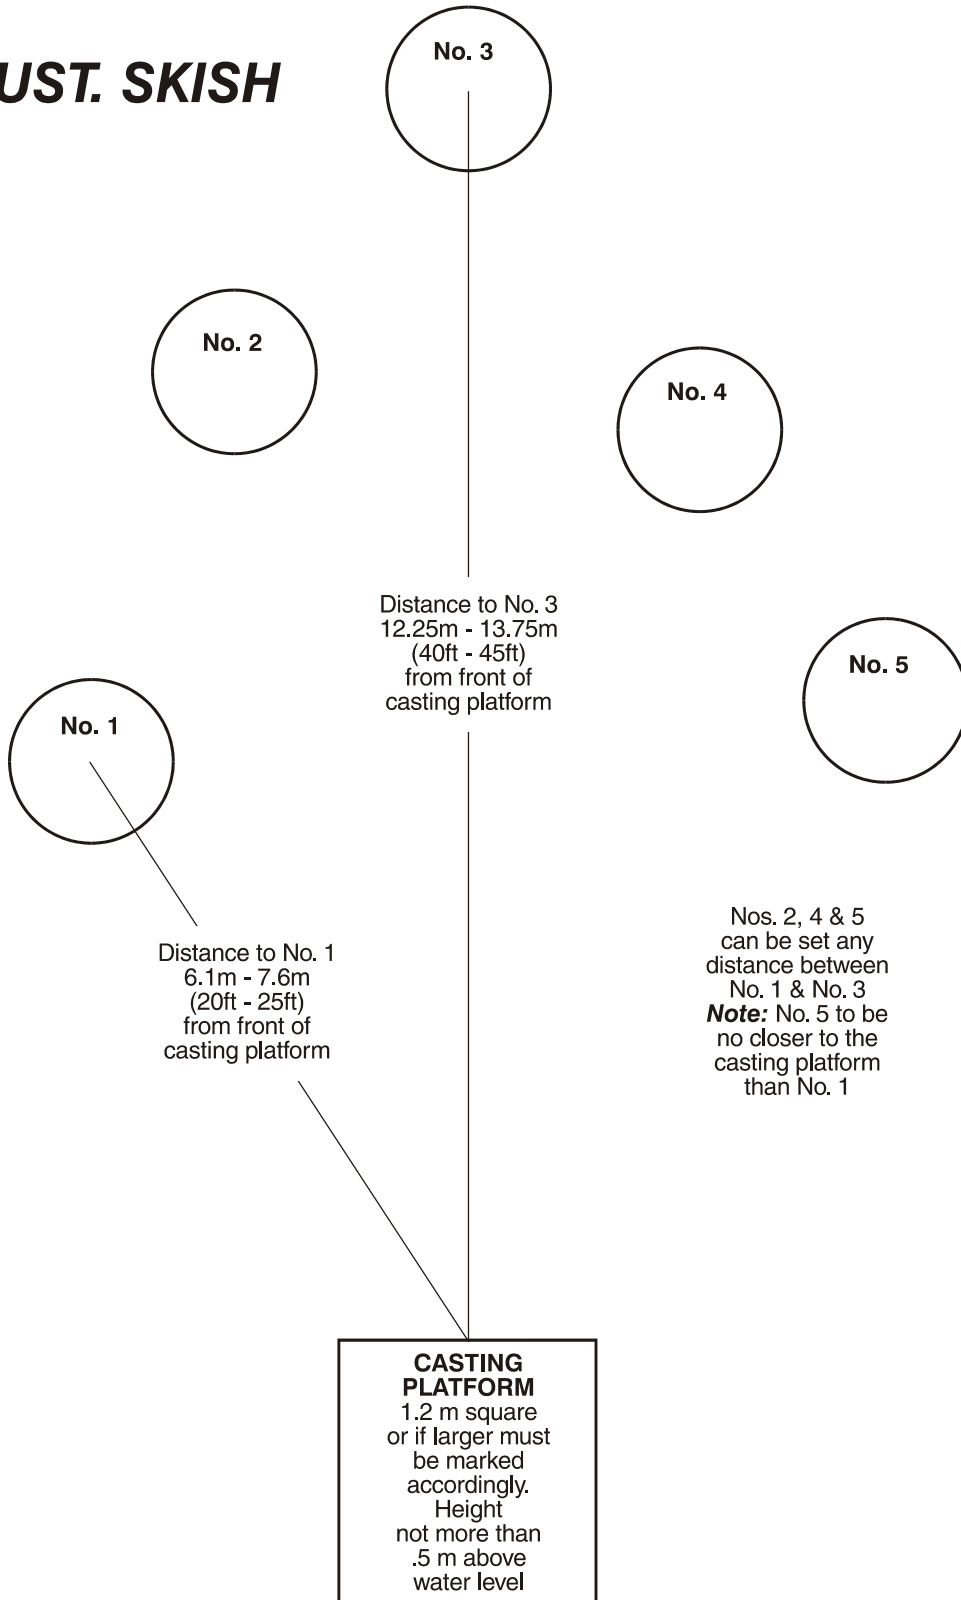 UST. SKISH
No. 3
No. 2
No. 4
Distance to No. 3
12.25m - 13.75m
(40ft - 45ft)
from front of
casting platform
No. 5
No. 1
Distance to No. 1
6.1m - 7.6m
(20ft - 25ft)
from front of
casting platform
Nos. 2, 4 & 5
can be set any
distance between
No. 1 & No. 3
Note: No. 5 to be
no closer to the
casting platform
than No. 1
CASTING
PLATFORM
1.2 m square
or if larger must
be marked
accordingly.
Height
not more than
.5 m above
water level